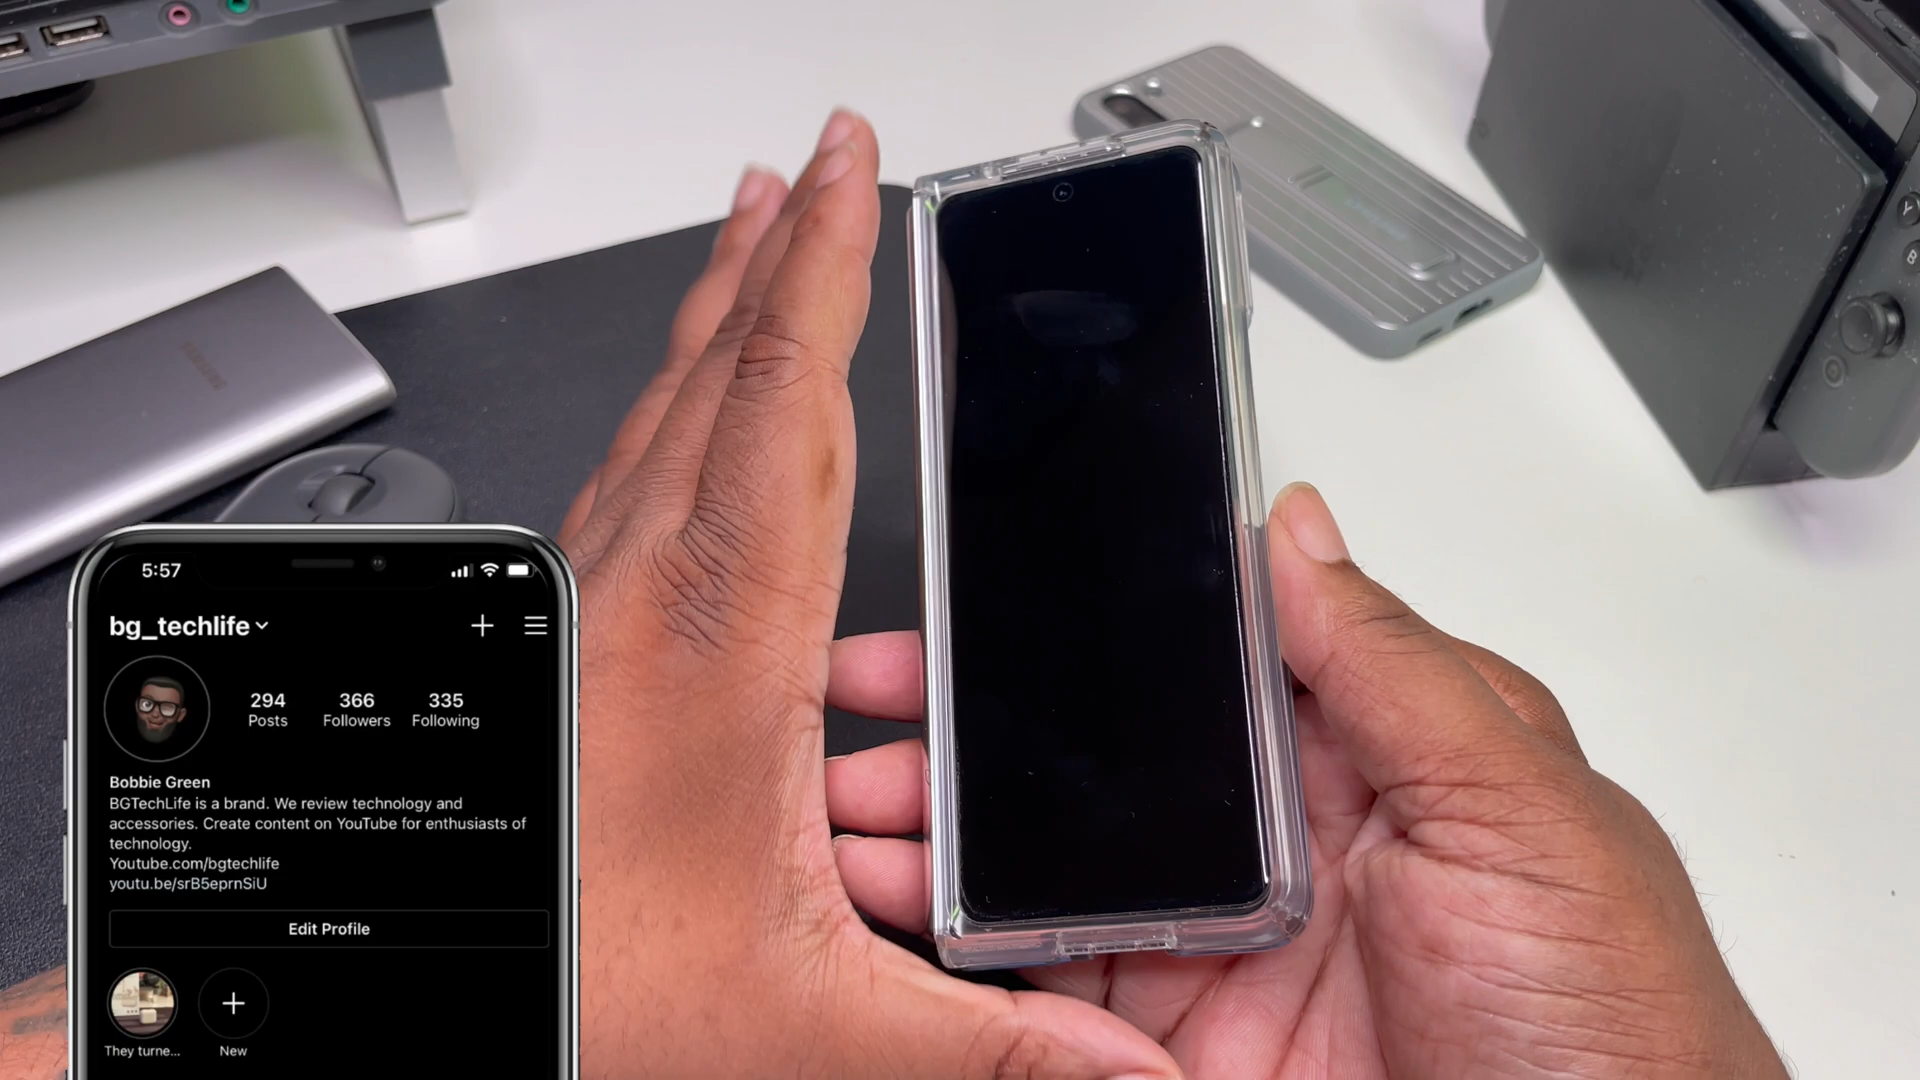 SAMSUNG
Y
B
5:57
bg_techlife
294
366
335
Posts
Followers
Following
Bobbie Green
BGTechLife is a brand. We review technology and
accessories. Create content on YouTube for enthusiasts of
technology.
Youtube.com/bgtechlife
youtu.be/srB5eprnSiU
Edit Profile
They turne...
New